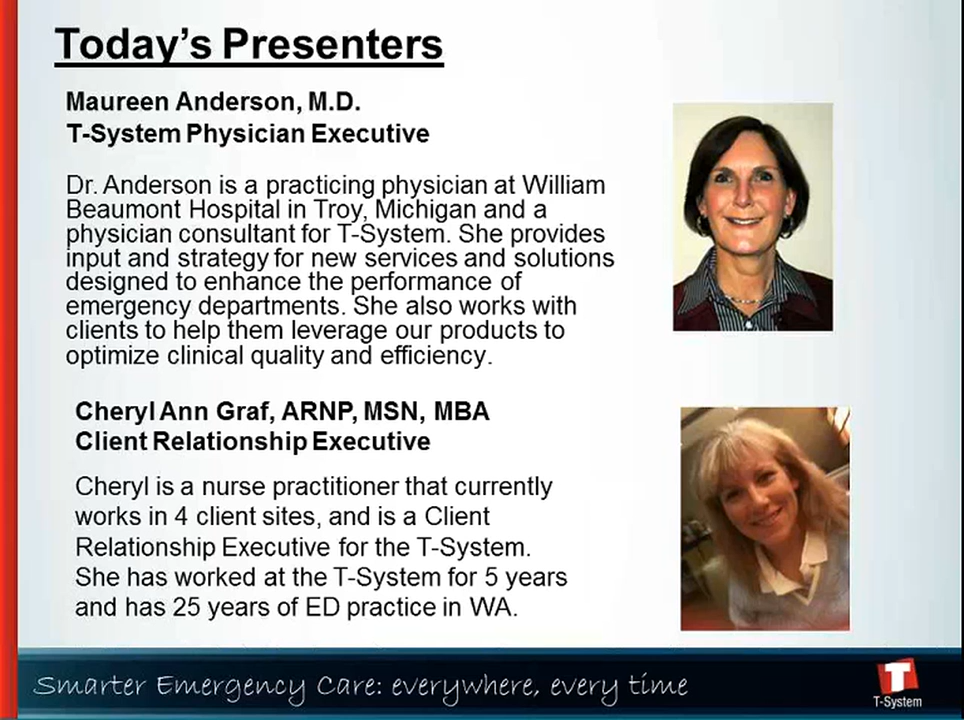 Today's Presenters
Maureen Anderson, M.D.
T-System Physician Executive
Dr. Anderson is a practicing physician at William
Beaumont Hospital in Troy, Michigan and a
physician consultant for T-System. She provides
input and strategy for new services and solutions
designed to enhance the performance of
emergency departments. She also works with
clients to help them leverage our products to
optimize clinical quality and efficiency.
Cheryl Ann Graf, ARNP, MSN, MBA
Client Relationship Executive
Cheryl is a nurse practitioner that currently
works in 4 client sites, and is a Client
Relationship Executive for the T-System.
She has worked at the T-System for 5 years
and has 25 years of ED practice in WA.
Smarter Emergency Care: everywhere, every time
T-System